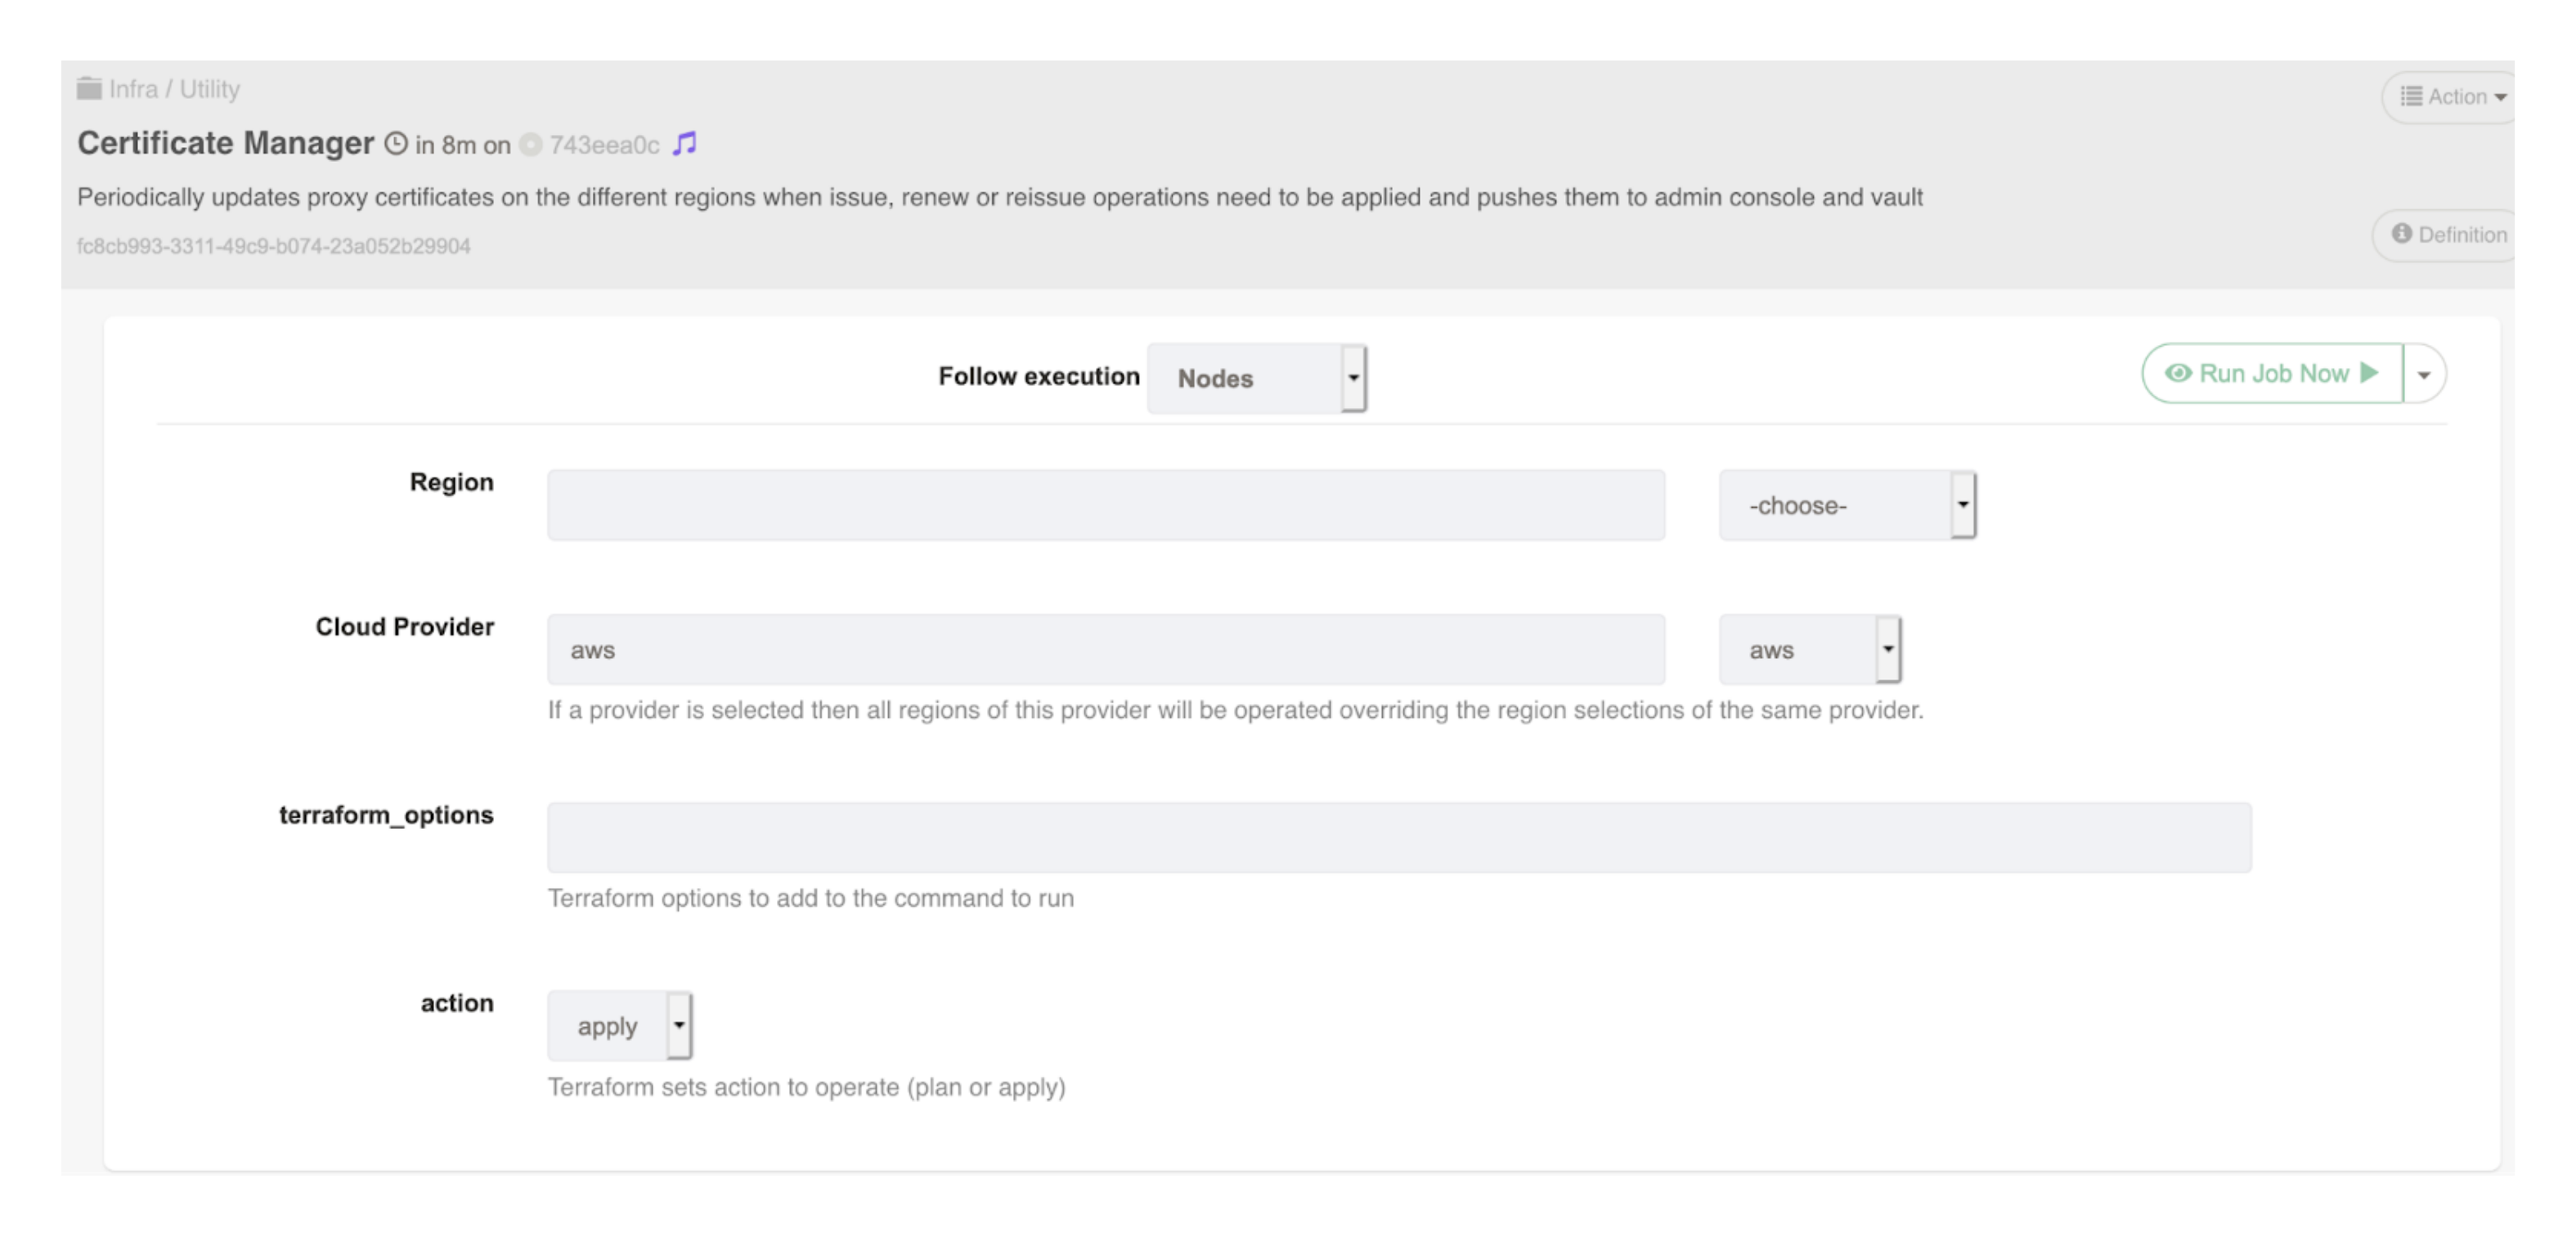 Infra / Utility
Action
Certificate Manager in 8m on 743eea0c
Periodically updates proxy certificates on the different regions when issue, renew or reissue operations need to be applied and pushes them to admin console and vault
fc8cb993-3311-49c9-b074-23a052b29904
Definition
Follow execution Nodes
Run Job Now
Region
-choose-
Cloud Provider
aws
aws
If a provider is selected then all regions of this provider will be operated overriding the region selections of the same provider.
terraform_options
Terraform options to add to the command to run
action
apply
Terraform sets action to operate (plan or apply)